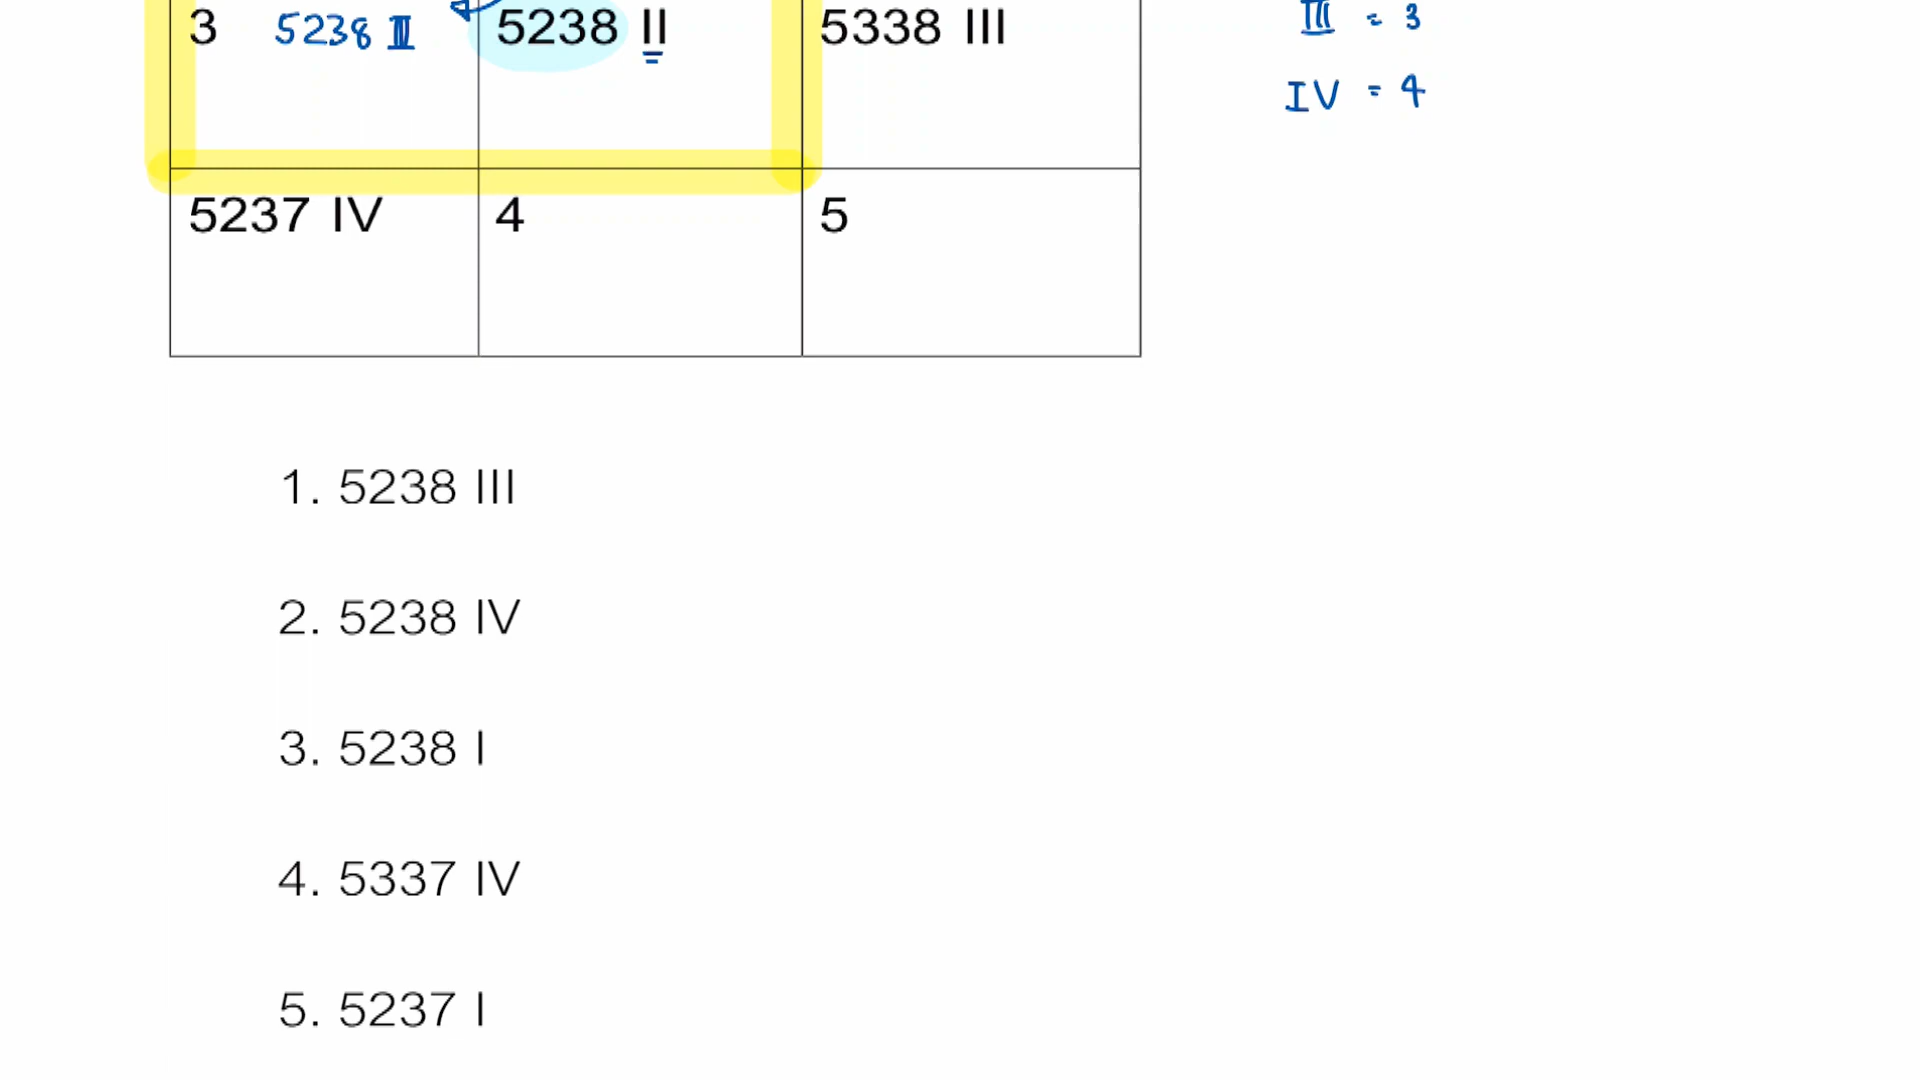 3 5238 III 5238 II 5338 III
III = 3
IV = 4
5237 IV 4 5
1. 5238 III
2. 5238 IV
3. 5238 I
4. 5337 IV
5. 5237 I